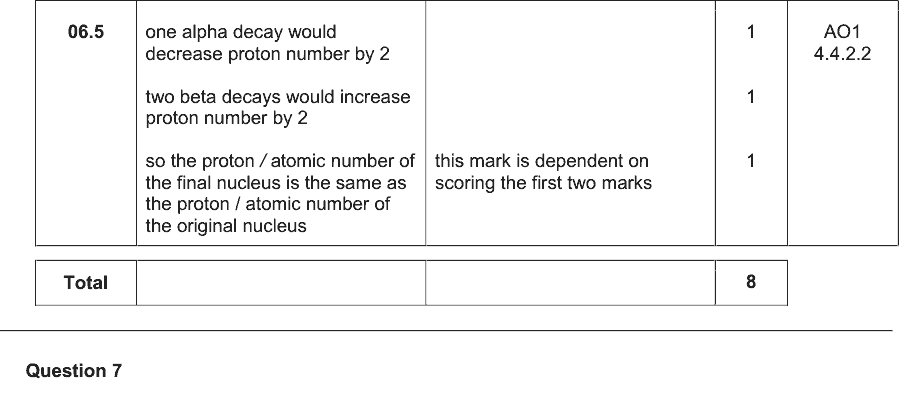 06.5 one alpha decay would 1 AO1
decrease proton number by 2 4.4.2.2
two beta decays would increase 1
proton number by 2
so the proton / atomic number of this mark is dependent on 1
the final nucleus is the same as scoring the first two marks
the proton / atomic number of
the original nucleus
Total 8
Question 7